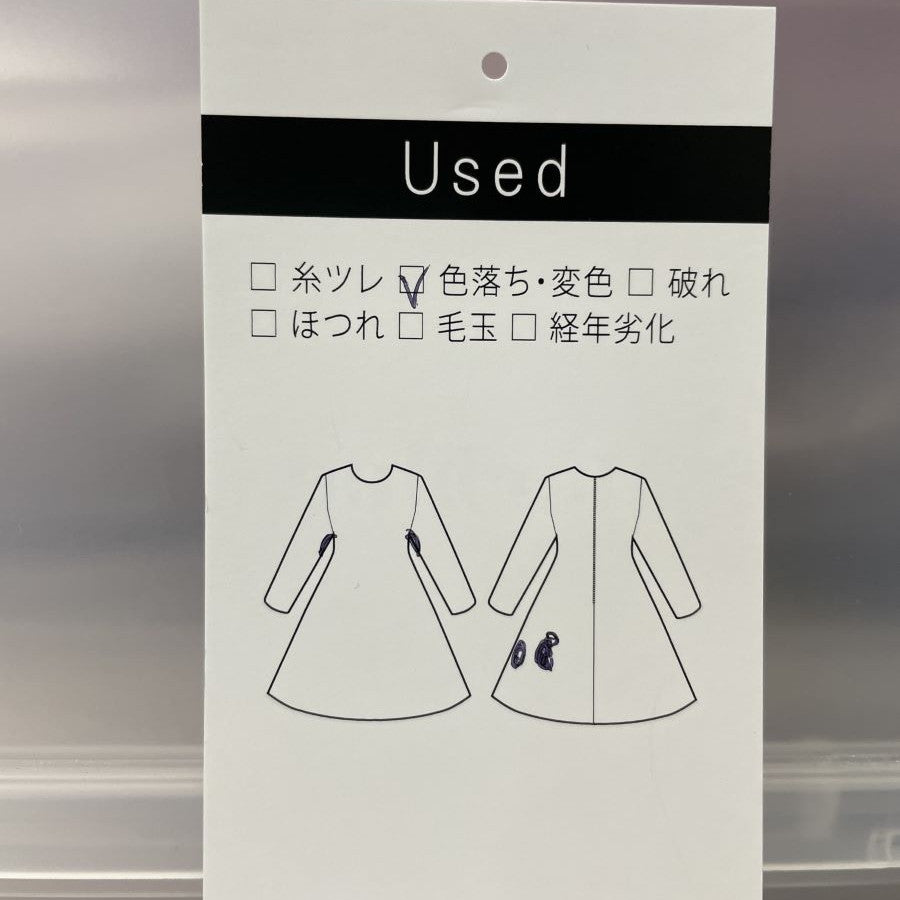 Used
□ 糸ツレ ☑ 色落ち・変色 □ 破れ
□ ほつれ □ 毛玉 □ 経年劣化